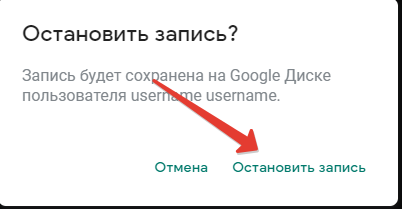 Остановить запись?
Запись будет сохранена на Google Диске
пользователя username username.
Отмена
Остановить запись